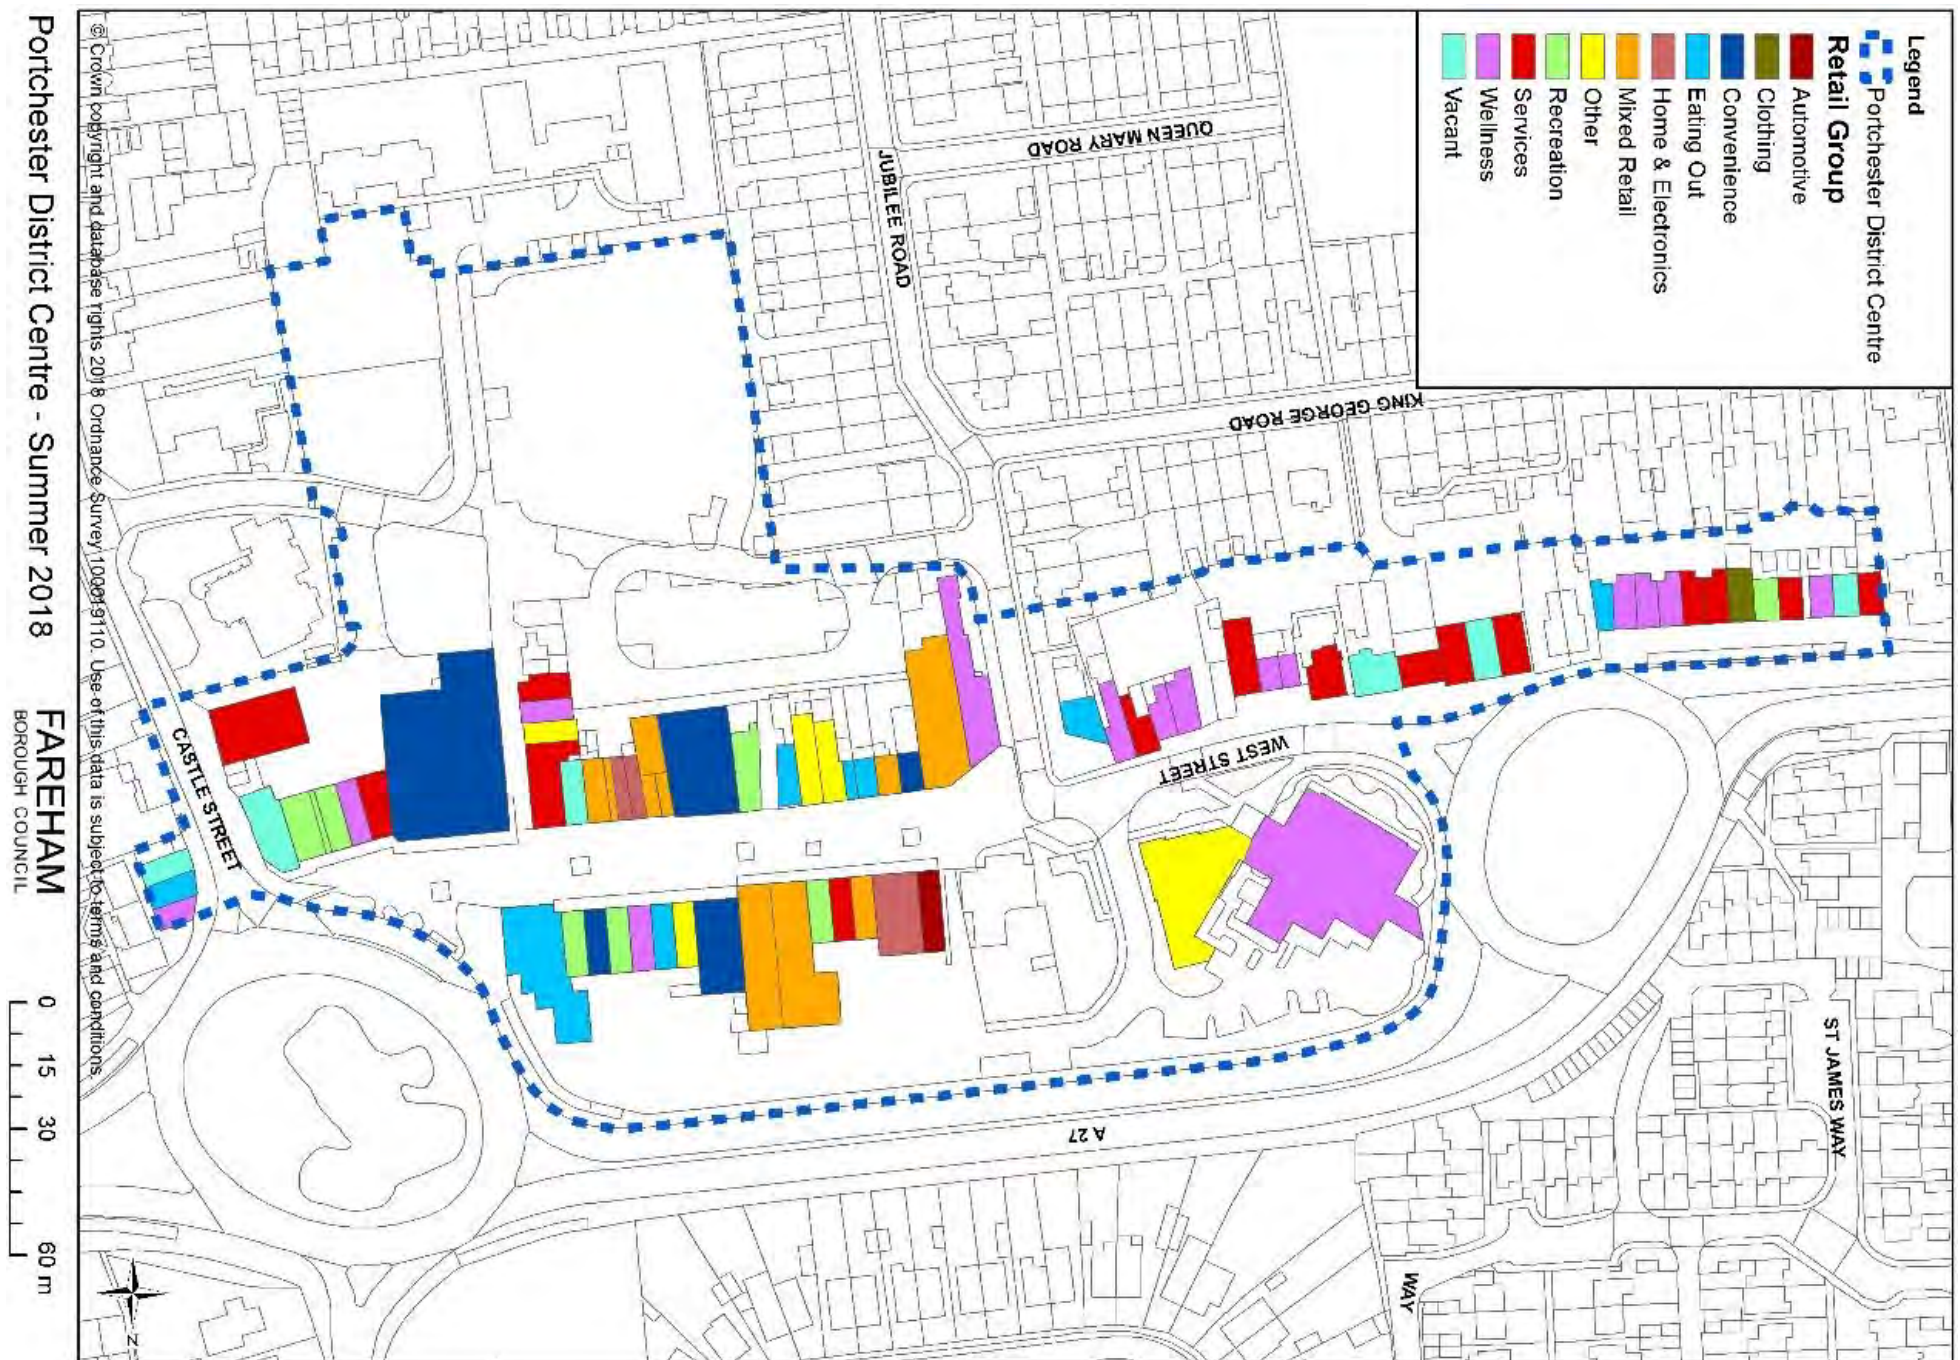 Legend
Portchester District Centre
Retail Group
Automotive
Clothing
Convenience
Eating Out
Home & Electronics
Mixed Retail
Other
Recreation
Services
Wellness
Vacant
QUEEN MARY ROAD
JUBILEE ROAD
KING GEORGE ROAD
WEST STREET
CASTLE STREET
ST JAMES WAY
A 27
WAY
© Crown copyright and database rights 2018 Ordnance Survey 100019110. Use of this data is subject to terms and conditions.
Portchester District Centre - Summer 2018
FAREHAM
BOROUGH COUNCIL
0 15 30 60 m
N